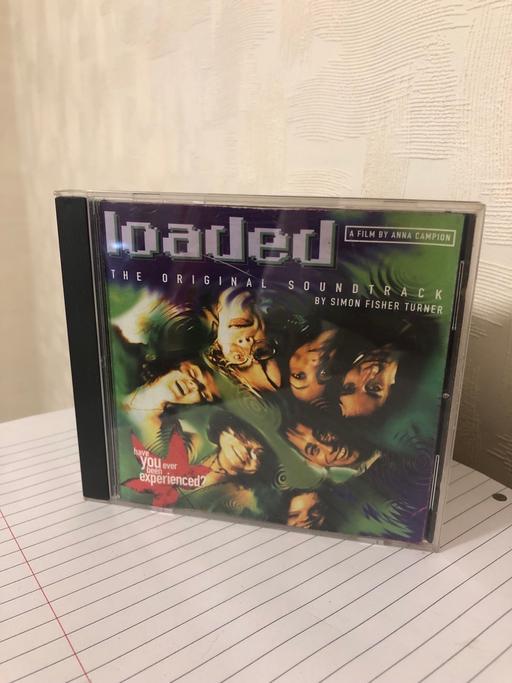 loaded
A FILM BY ANNA CAMPION
THE ORIGINAL SOUNDTRACK
BY SIMON FISHER TURNER
have
you ever
been
experienced?